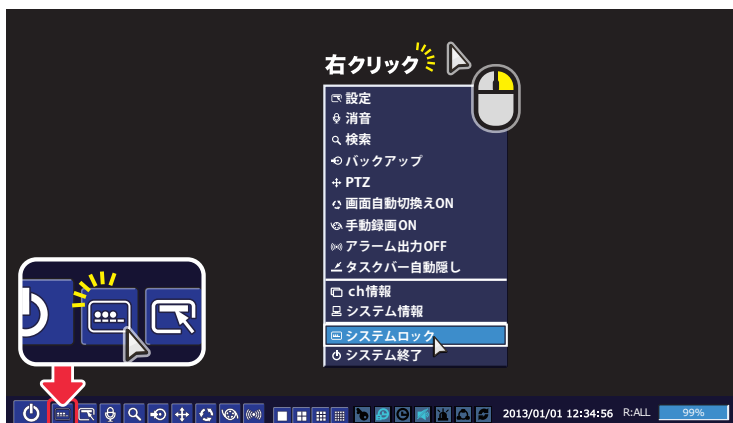 右クリック
設定
消音
検索
バックアップ
PTZ
画面自動切換えON
手動録画ON
アラーム出力OFF
タスクバー自動隠し
ch情報
システム情報
システムロック
システム終了
2013/01/01 12:34:56 R:ALL 99%